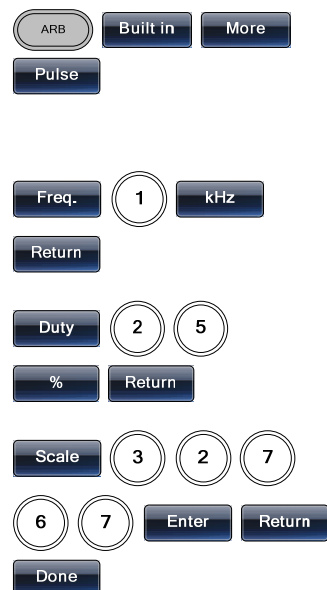 ARB Built in More
Pulse
Freq. 1 kHz
Return
Duty 2 5
% Return
Scale 3 2 7
6 7 Enter Return
Done